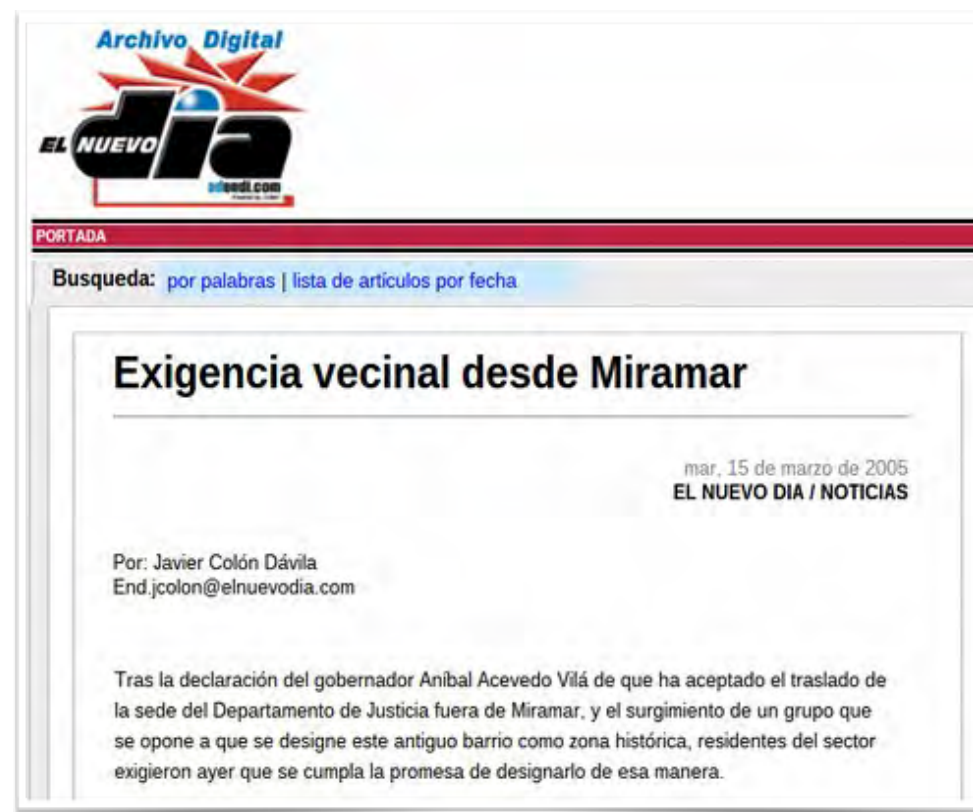 Archivo Digital
EL NUEVO día
adendi.com
PORTADA
Busqueda: por palabras | lista de artículos por fecha
Exigencia vecinal desde Miramar
mar, 15 de marzo de 2005
EL NUEVO DIA / NOTICIAS
Por: Javier Colón Dávila
End.jcolon@elnuevodia.com
Tras la declaración del gobernador Aníbal Acevedo Vilá de que ha aceptado el traslado de
la sede del Departamento de Justicia fuera de Miramar, y el surgimiento de un grupo que
se opone a que se designe este antiguo barrio como zona histórica, residentes del sector
exigieron ayer que se cumpla la promesa de designarlo de esa manera.